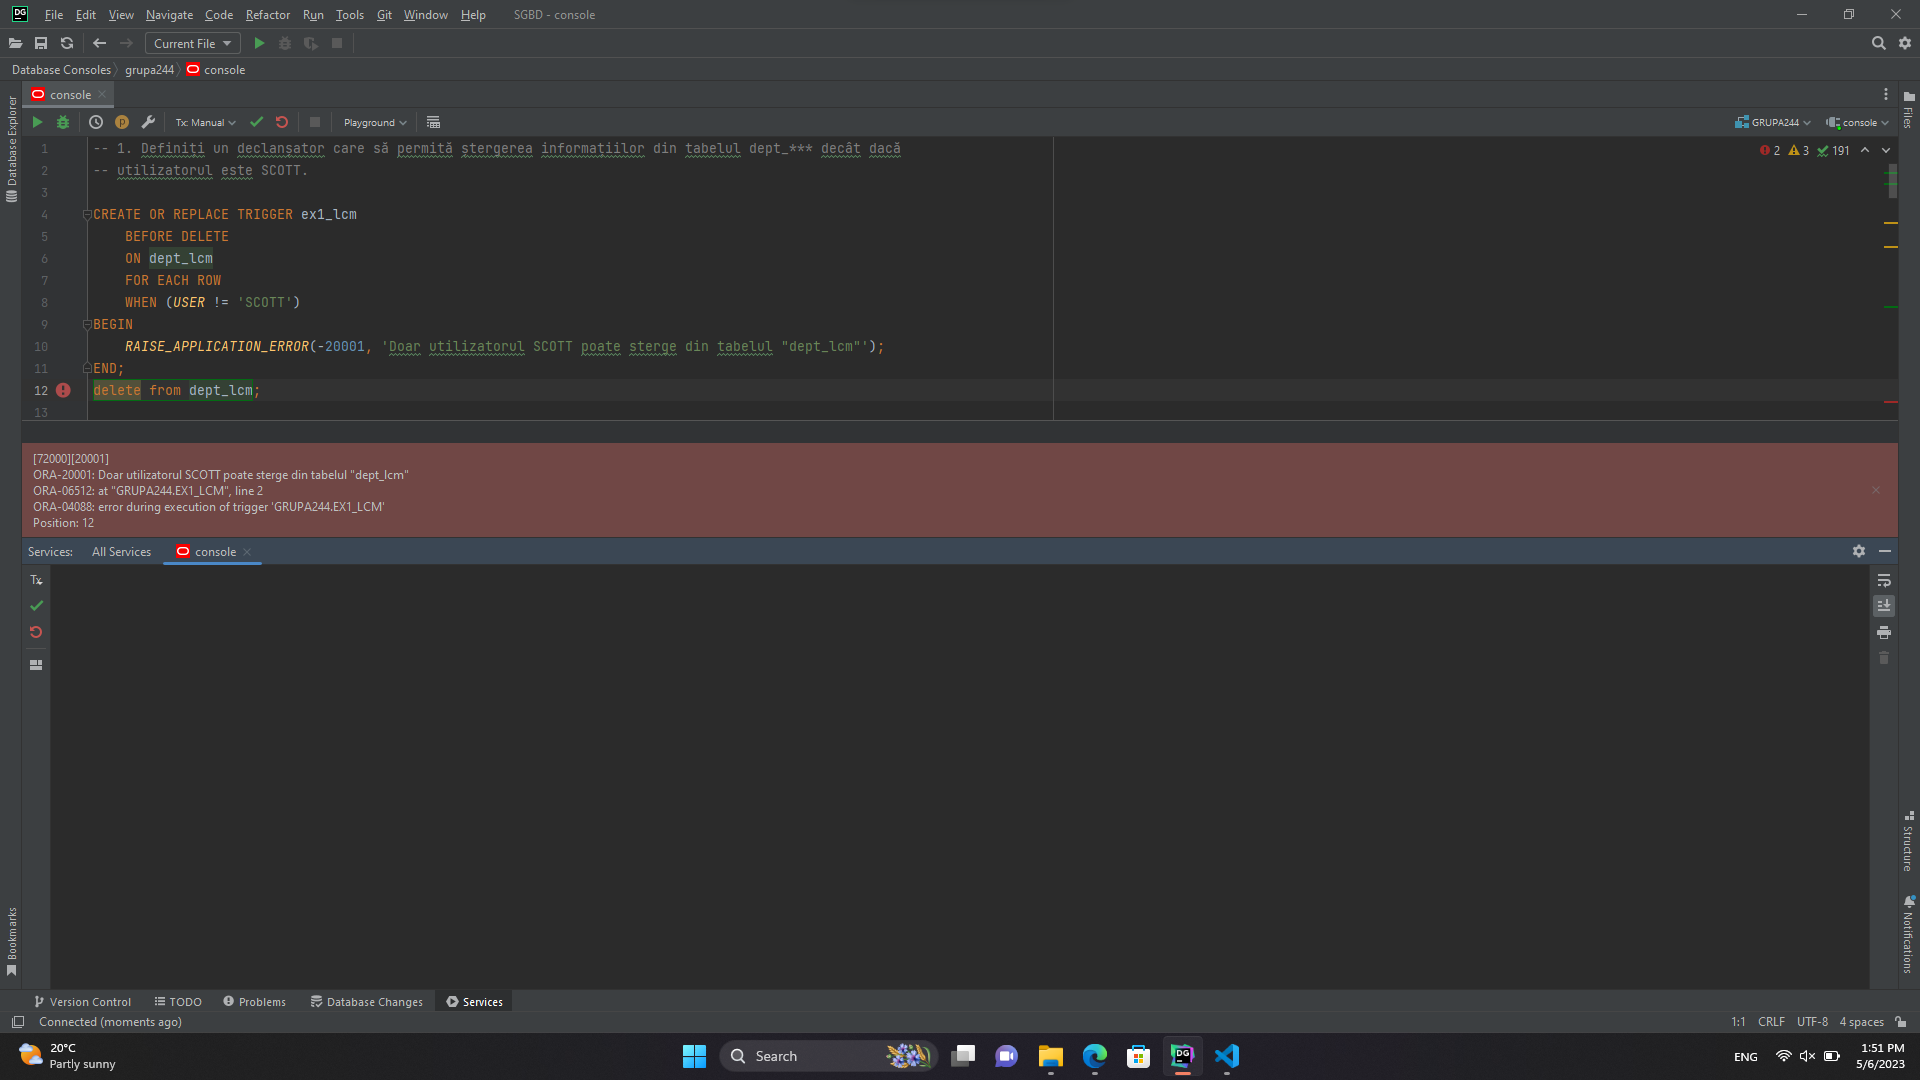 DG File Edit View Navigate Code Refactor Run Tools Git Window Help SGBD - console
Current File
Database Consoles grupa244 console
console
Tx: Manual Playground GRUPA244 console
Database Explorer
Files
2 3 191
1 -- 1. Definiți un declanșator care să permită ștergerea informațiilor din tabelul dept_*** decât dacă
2 -- utilizatorul este SCOTT.
3
4 CREATE OR REPLACE TRIGGER ex1_lcm
5 BEFORE DELETE
6 ON dept_lcm
7 FOR EACH ROW
8 WHEN (USER != 'SCOTT')
9 BEGIN
10 RAISE_APPLICATION_ERROR(-20001, 'Doar utilizatorul SCOTT poate sterge din tabelul "dept_lcm"');
11 END;
12 delete from dept_lcm;
13
[72000][20001]
ORA-20001: Doar utilizatorul SCOTT poate sterge din tabelul "dept_lcm"
ORA-06512: at "GRUPA244.EX1_LCM", line 2
ORA-04088: error during execution of trigger 'GRUPA244.EX1_LCM'
Position: 12
Services: All Services console
Tx
Structure
Bookmarks
Notifications
Version Control TODO Problems Database Changes Services
Connected (moments ago) 1:1 CRLF UTF-8 4 spaces
20°C
Partly sunny
Search
DG
ENG
1:51 PM
5/6/2023